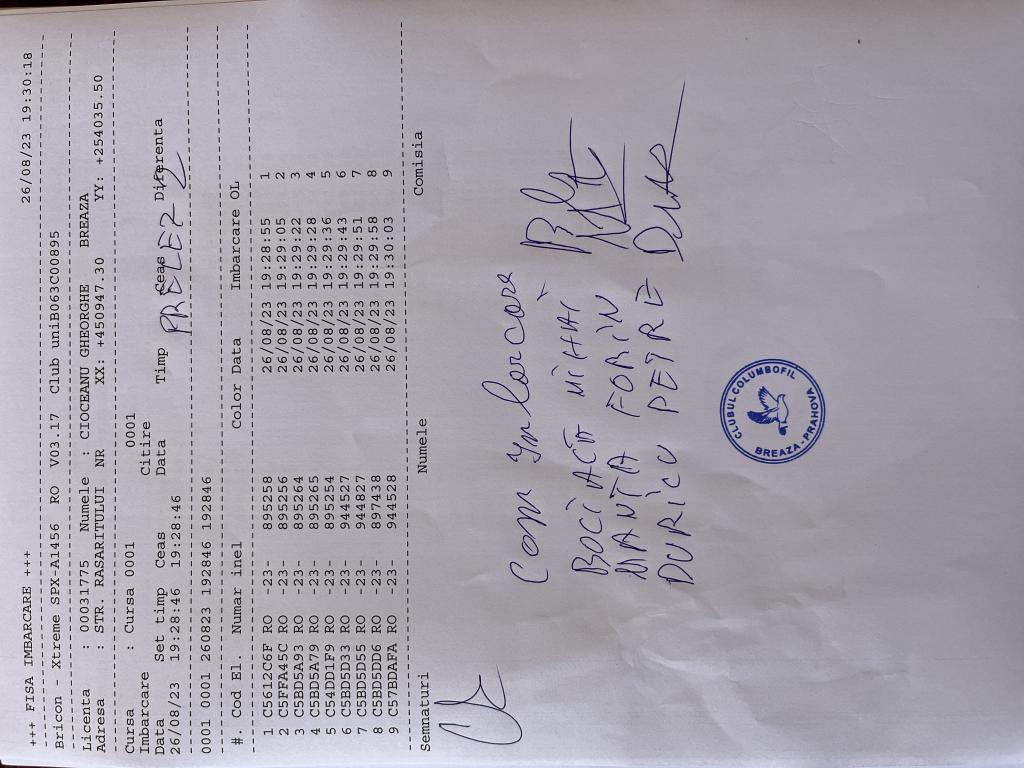 +++ FISA IMBARCARE +++ 26/08/23 19:30:18
Bricon - Xtreme SPX-A1456 RO V03.17 Club uniB063C00895
Licenta : 00031775 Numele : CIOCEANU GHEORGHE BREAZA
Adresa : STR. RASARITULUI NR XX: +450947.30 YY: +254035.50
Cursa : Cursa 0001 0001
Imbarcare Citire
Data Set timp Ceas Data Timp Ceas Diferenta
26/08/23 19:28:46 19:28:46 PRELEZ 2
0001 0001 260823 192846 192846
#. Cod El. Numar inel Color Data Imbarcare OL
1 C5612C6F RO -23- 895258 26/08/23 19:28:55 1
2 C5FFA45C RO -23- 895256 26/08/23 19:29:05 2
3 C5BD5A93 RO -23- 895264 26/08/23 19:29:22 3
4 C5BD5A79 RO -23- 895265 26/08/23 19:29:28 4
5 C54DD1F9 RO -23- 895254 26/08/23 19:29:36 5
6 C5BD5D33 RO -23- 944527 26/08/23 19:29:43 6
7 C5BD5D55 RO -23- 944827 26/08/23 19:29:51 7
8 C5BD5DD6 RO -23- 897438 26/08/23 19:29:58 8
9 C57BDAFA RO -23- 944528 26/08/23 19:30:03 9
Semnaturi Numele Comisia
Com Imbarcare
BOCIACA MIHAI
NANTA FORIN
DURICU PETRE
CLUBUL COLUMBOFIL
BREAZA - PRAHOVA